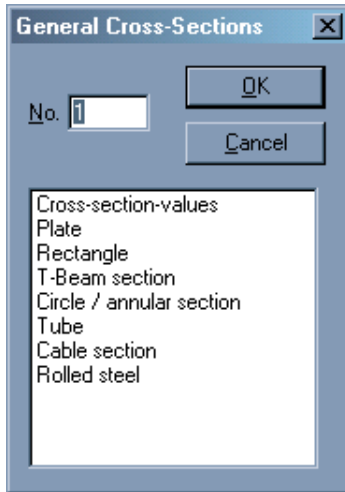 General Cross-Sections
No. 1
OK
Cancel
Cross-section-values
Plate
Rectangle
T-Beam section
Circle / annular section
Tube
Cable section
Rolled steel